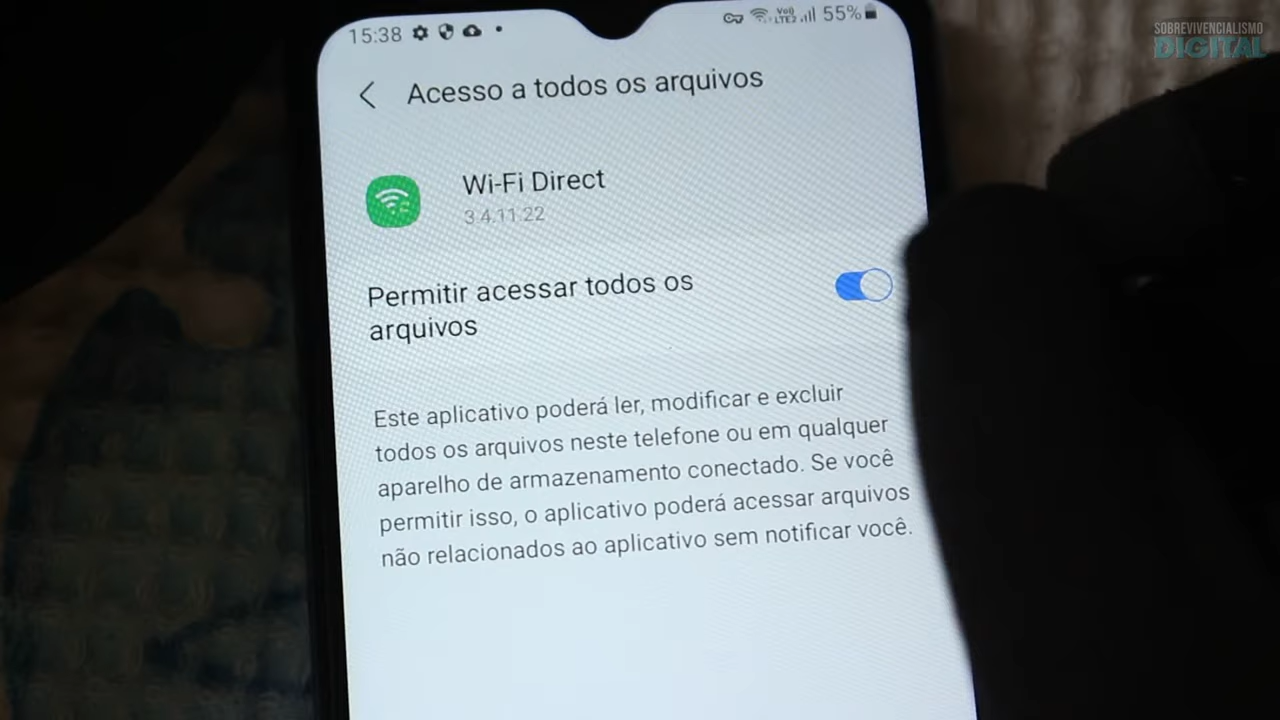 15:38
Voo) LTE2 55%
SOBREVIVENCIALISMO
DIGITAL
Acesso a todos os arquivos
Wi-Fi Direct
3.4.11.22
Permitir acessar todos os
arquivos
Este aplicativo poderá ler, modificar e excluir
todos os arquivos neste telefone ou em qualquer
aparelho de armazenamento conectado. Se você
permitir isso, o aplicativo poderá acessar arquivos
não relacionados ao aplicativo sem notificar você.